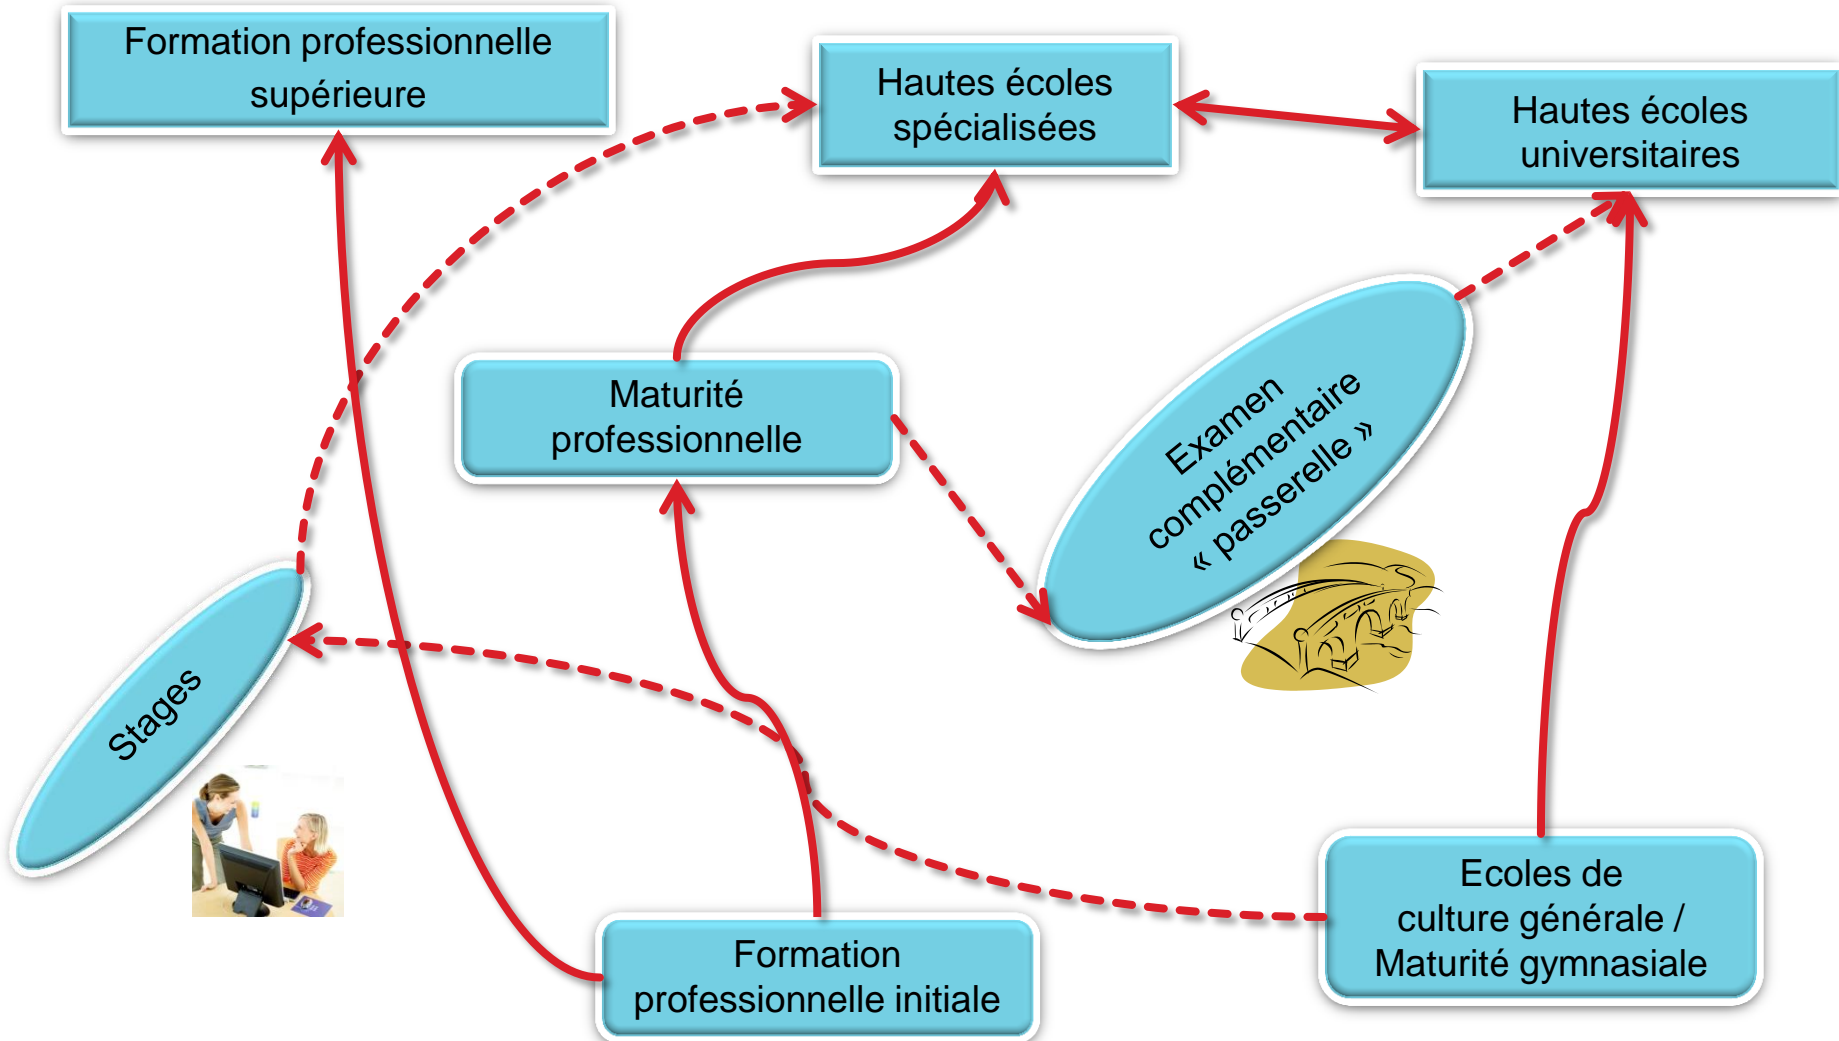 Formation professionnelle
supérieure
Hautes écoles
spécialisées
Hautes écoles
universitaires
Maturité
professionnelle
Examen
complémentaire
« passerelle »
Stages
Formation
professionnelle initiale
Ecoles de
culture générale /
Maturité gymnasiale